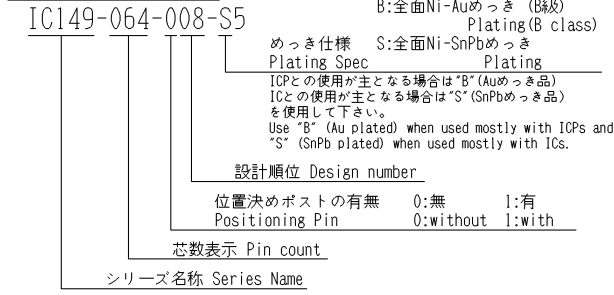 B:全面Ni-Auめっき (B級)
Plating(B class)
IC149-064-008-S5
めっき仕様 S:全面Ni-SnPbめっき
Plating Spec Plating
ICPとの使用が主となる場合は"B"(Auめっき品)
ICとの使用が主となる場合は"S"(SnPbめっき品)
を使用して下さい。
Use "B" (Au plated) when used mostly with ICPs and
"S" (SnPb plated) when used mostly with ICs.
設計順位 Design number
位置決めポストの有無 0:無 1:有
Positioning Pin 0:without 1:with
芯数表示 Pin count
シリーズ名称 Series Name